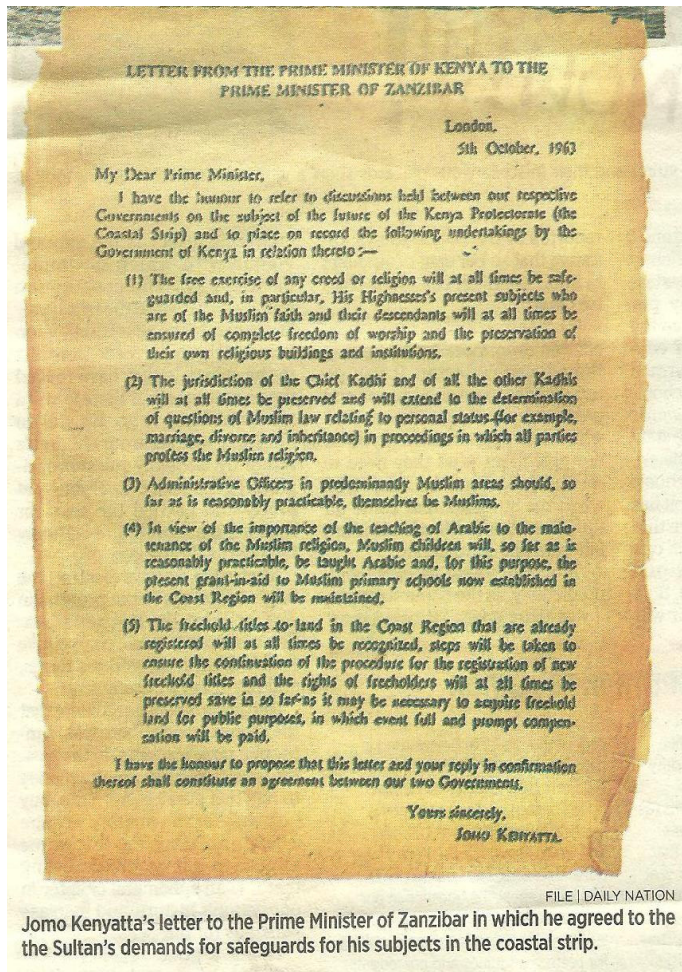 LETTER FROM THE PRIME MINISTER OF KENYA TO THE
PRIME MINISTER OF ZANZIBAR
London,
5th October, 1963
My Dear Prime Minister,
I have the honour to refer to discussions held between our respective
Governments on the subject of the future of the Kenya Protectorate (the
Coastal Strip) and to place on record the following undertakings by the
Government of Kenya in relation thereto :—
(1) The free exercise of any creed or religion will at all times be safe-
guarded and, in particular, His Highnesses's present subjects who
are of the Muslim faith and their descendants will at all times be
ensured of complete freedom of worship and the preservation of
their own religious buildings and institutions.
(2) The jurisdiction of the Chief Kadhi and of all the other Kadhis
will at all times be preserved and will extend to the determination
of questions of Muslim law relating to personal status (for example,
marriage, divorce and inheritance) in proceedings in which all parties
profess the Muslim religion.
(3) Administrative Officers in predominantly Muslim areas should, so
far as is reasonably practicable, themselves be Muslims.
(4) In view of the importance of the teaching of Arabic to the main-
tenance of the Muslim religion, Muslim children will, so far as is
reasonably practicable, be taught Arabic and, for this purpose, the
present grant-in-aid to Muslim primary schools now established in
the Coast Region will be maintained.
(5) The freehold titles to land in the Coast Region that are already
registered will at all times be recognized, steps will be taken to
ensure the continuation of the procedure for the registration of new
freehold titles and the rights of freeholders will at all times be
preserved save in so far as it may be necessary to acquire freehold
land for public purposes, in which event full and prompt compen-
sation will be paid.
I have the honour to propose that this letter and your reply in confirmation
thereof shall constitute an agreement between our two Governments.
Yours sincerely,
JOMO KENYATTA.
FILE | DAILY NATION
Jomo Kenyatta's letter to the Prime Minister of Zanzibar in which he agreed to the
the Sultan's demands for safeguards for his subjects in the coastal strip.